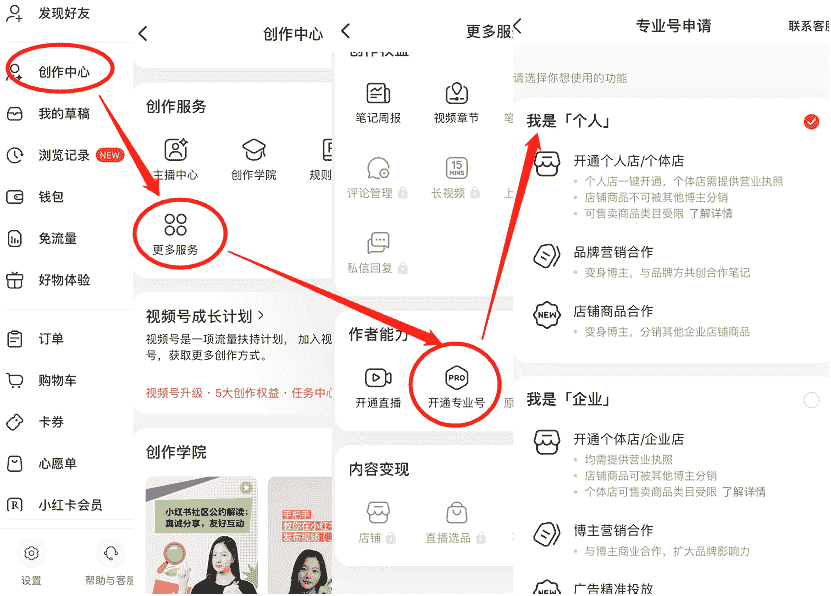 发现好友
创作中心
我的草稿
浏览记录 NEW
钱包
免流量
好物体验
订单
购物车
卡券
心愿单
小红卡会员
设置
帮助与客服
创作中心
创作服务
主播中心
创作学院
规则
更多服务
视频号成长计划
视频号是一项流量扶持计划，加入视
号，获取更多创作方式。
视频号升级·5大创作权益·任务中心
创作学院
小红书社区公约解读：
真诚分享，友好互动
手把手
教你在小红
发布视频
更多服
创作权益
笔记周报
视频章节
笔
评论管理
15
MINS
长视频
上
私信回复
作者能力
开通直播
PRO
开通专业号
原
内容变现
店铺
直播选品
专业号申请
联系客服
请选择你想使用的功能
我是「个人」
开通个人店/个体店
个人店一键开通，个体店需提供营业执照
店铺商品不可被其他博主分销
可售卖商品类目受限 了解详情
品牌营销合作
变身博主，与品牌方共创合作笔记
NEW
店铺商品合作
变身博主，分销其他企业店铺商品
我是「企业」
开通个体店/企业店
均需提供营业执照
店铺商品可被其他博主分销
个体店可售卖商品类目受限 了解详情
博主营销合作
与博主商业合作，扩大品牌影响力
NEW
广告精准投放